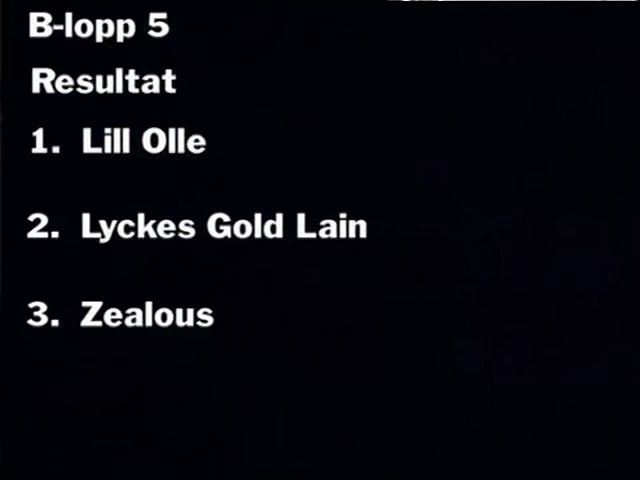 B-lopp 5
Resultat
1. Lill Olle
2. Lyckes Gold Lain
3. Zealous